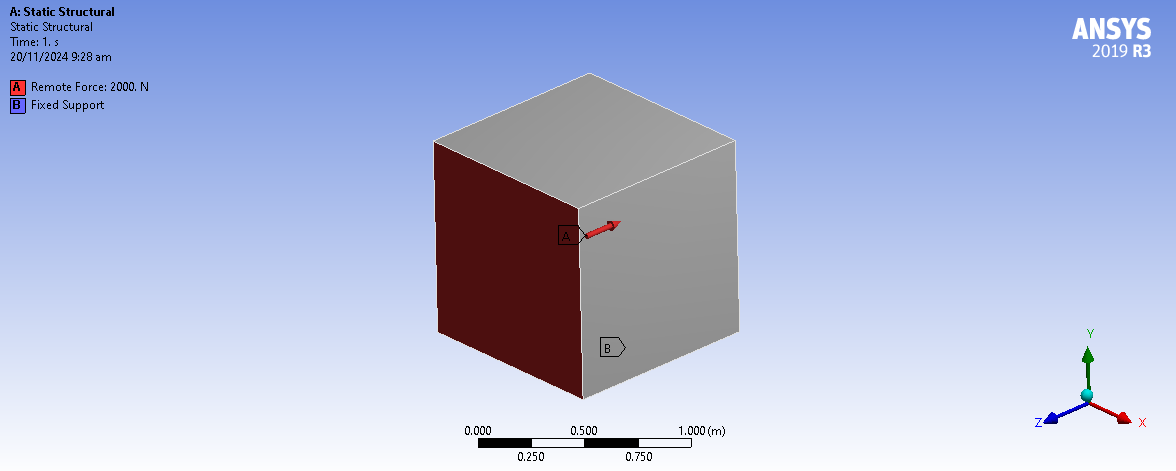 A: Static Structural
Static Structural
Time: 1. s
20/11/2024 9:28 am
A Remote Force: 2000. N
B Fixed Support
ANSYS
2019 R3
A
B
0.000 0.500 1.000 (m)
0.250 0.750
Y
Z X